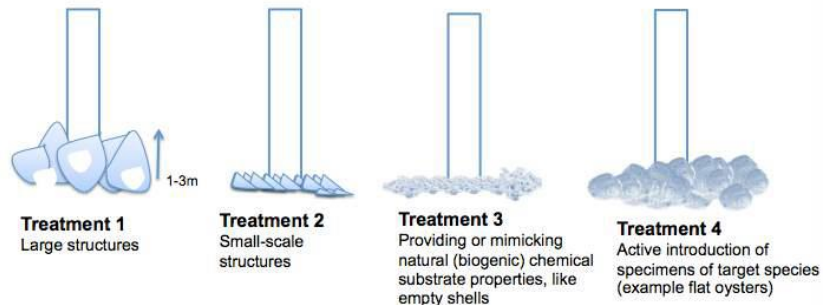 1-3m
Treatment 1
Large structures
Treatment 2
Small-scale
structures
Treatment 3
Providing or mimicking
natural (biogenic) chemical
substrate properties, like
empty shells
Treatment 4
Active introduction of
specimens of target species
(example flat oysters)